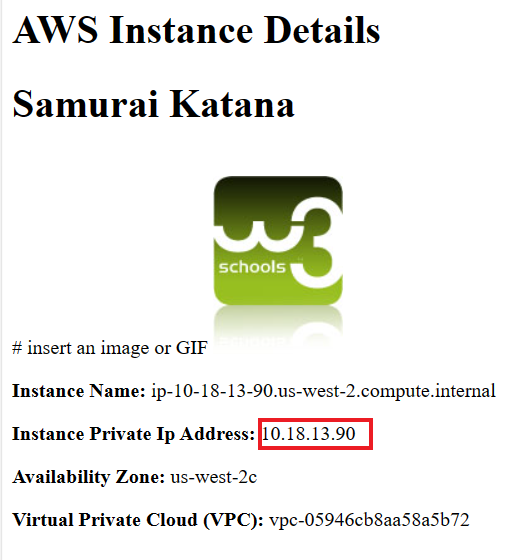 AWS Instance Details
Samurai Katana
w3
schools
# insert an image or GIF
Instance Name: ip-10-18-13-90.us-west-2.compute.internal
Instance Private Ip Address: 10.18.13.90
Availability Zone: us-west-2c
Virtual Private Cloud (VPC): vpc-05946cb8aa58a5b72